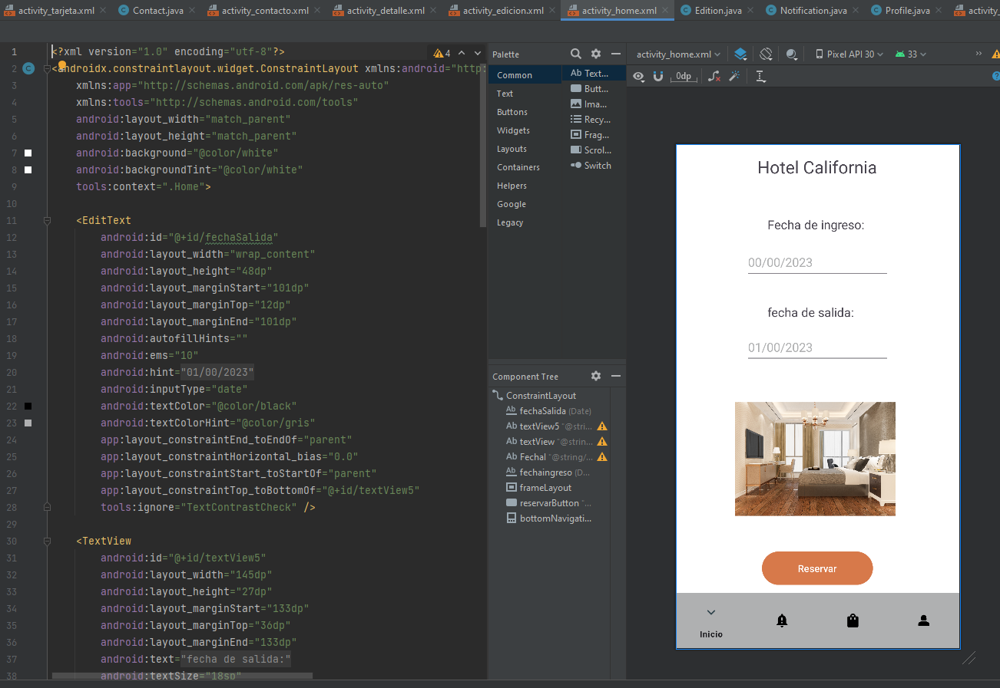 activity_tarjeta.xml Contact.java activity_contacto.xml activity_detalle.xml activity_edicion.xml activity_home.xml Edition.java Notification.java Profile.java activity_
1 <?xml version="1.0" encoding="utf-8"?> 4
2 <androidx.constraintlayout.widget.ConstraintLayout xmlns:android="http:
3 xmlns:app="http://schemas.android.com/apk/res-auto"
4 xmlns:tools="http://schemas.android.com/tools"
5 android:layout_width="match_parent"
6 android:layout_height="match_parent"
7 android:background="@color/white"
8 android:backgroundTint="@color/white"
9 tools:context=".Home">
10
11 <EditText
12 android:id="@+id/fechaSalida"
13 android:layout_width="wrap_content"
14 android:layout_height="48dp"
15 android:layout_marginStart="101dp"
16 android:layout_marginTop="12dp"
17 android:layout_marginEnd="101dp"
18 android:autofillHints=""
19 android:ems="10"
20 android:hint="01/00/2023"
21 android:inputType="date"
22 android:textColor="@color/black"
23 android:textColorHint="@color/gris"
24 app:layout_constraintEnd_toEndOf="parent"
25 app:layout_constraintHorizontal_bias="0.0"
26 app:layout_constraintStart_toStartOf="parent"
27 app:layout_constraintTop_toBottomOf="@+id/textView5"
28 tools:ignore="TextContrastCheck" />
29
30 <TextView
31 android:id="@+id/textView5"
32 android:layout_width="145dp"
33 android:layout_height="27dp"
34 android:layout_marginStart="133dp"
35 android:layout_marginTop="36dp"
36 android:layout_marginEnd="133dp"
37 android:text="fecha de salida:"
38 android:textSize="18sp"
Palette
Common
Text
Buttons
Widgets
Layouts
Containers
Helpers
Google
Legacy
Ab Text...
Butt...
Ima...
Recy...
Frag...
Scrol...
Switch
Component Tree
ConstraintLayout
Ab fechaSalida (Date)
Ab textView5 "@stri...
Ab textView "@strin...
Ab FechaI "@string/...
Ab fechaingreso (D...
frameLayout
reservarButton "...
bottomNavigati...
activity_home.xml Pixel API 30 33
0dp
Hotel California
Fecha de ingreso:
00/00/2023
fecha de salida:
01/00/2023
Reservar
Inicio